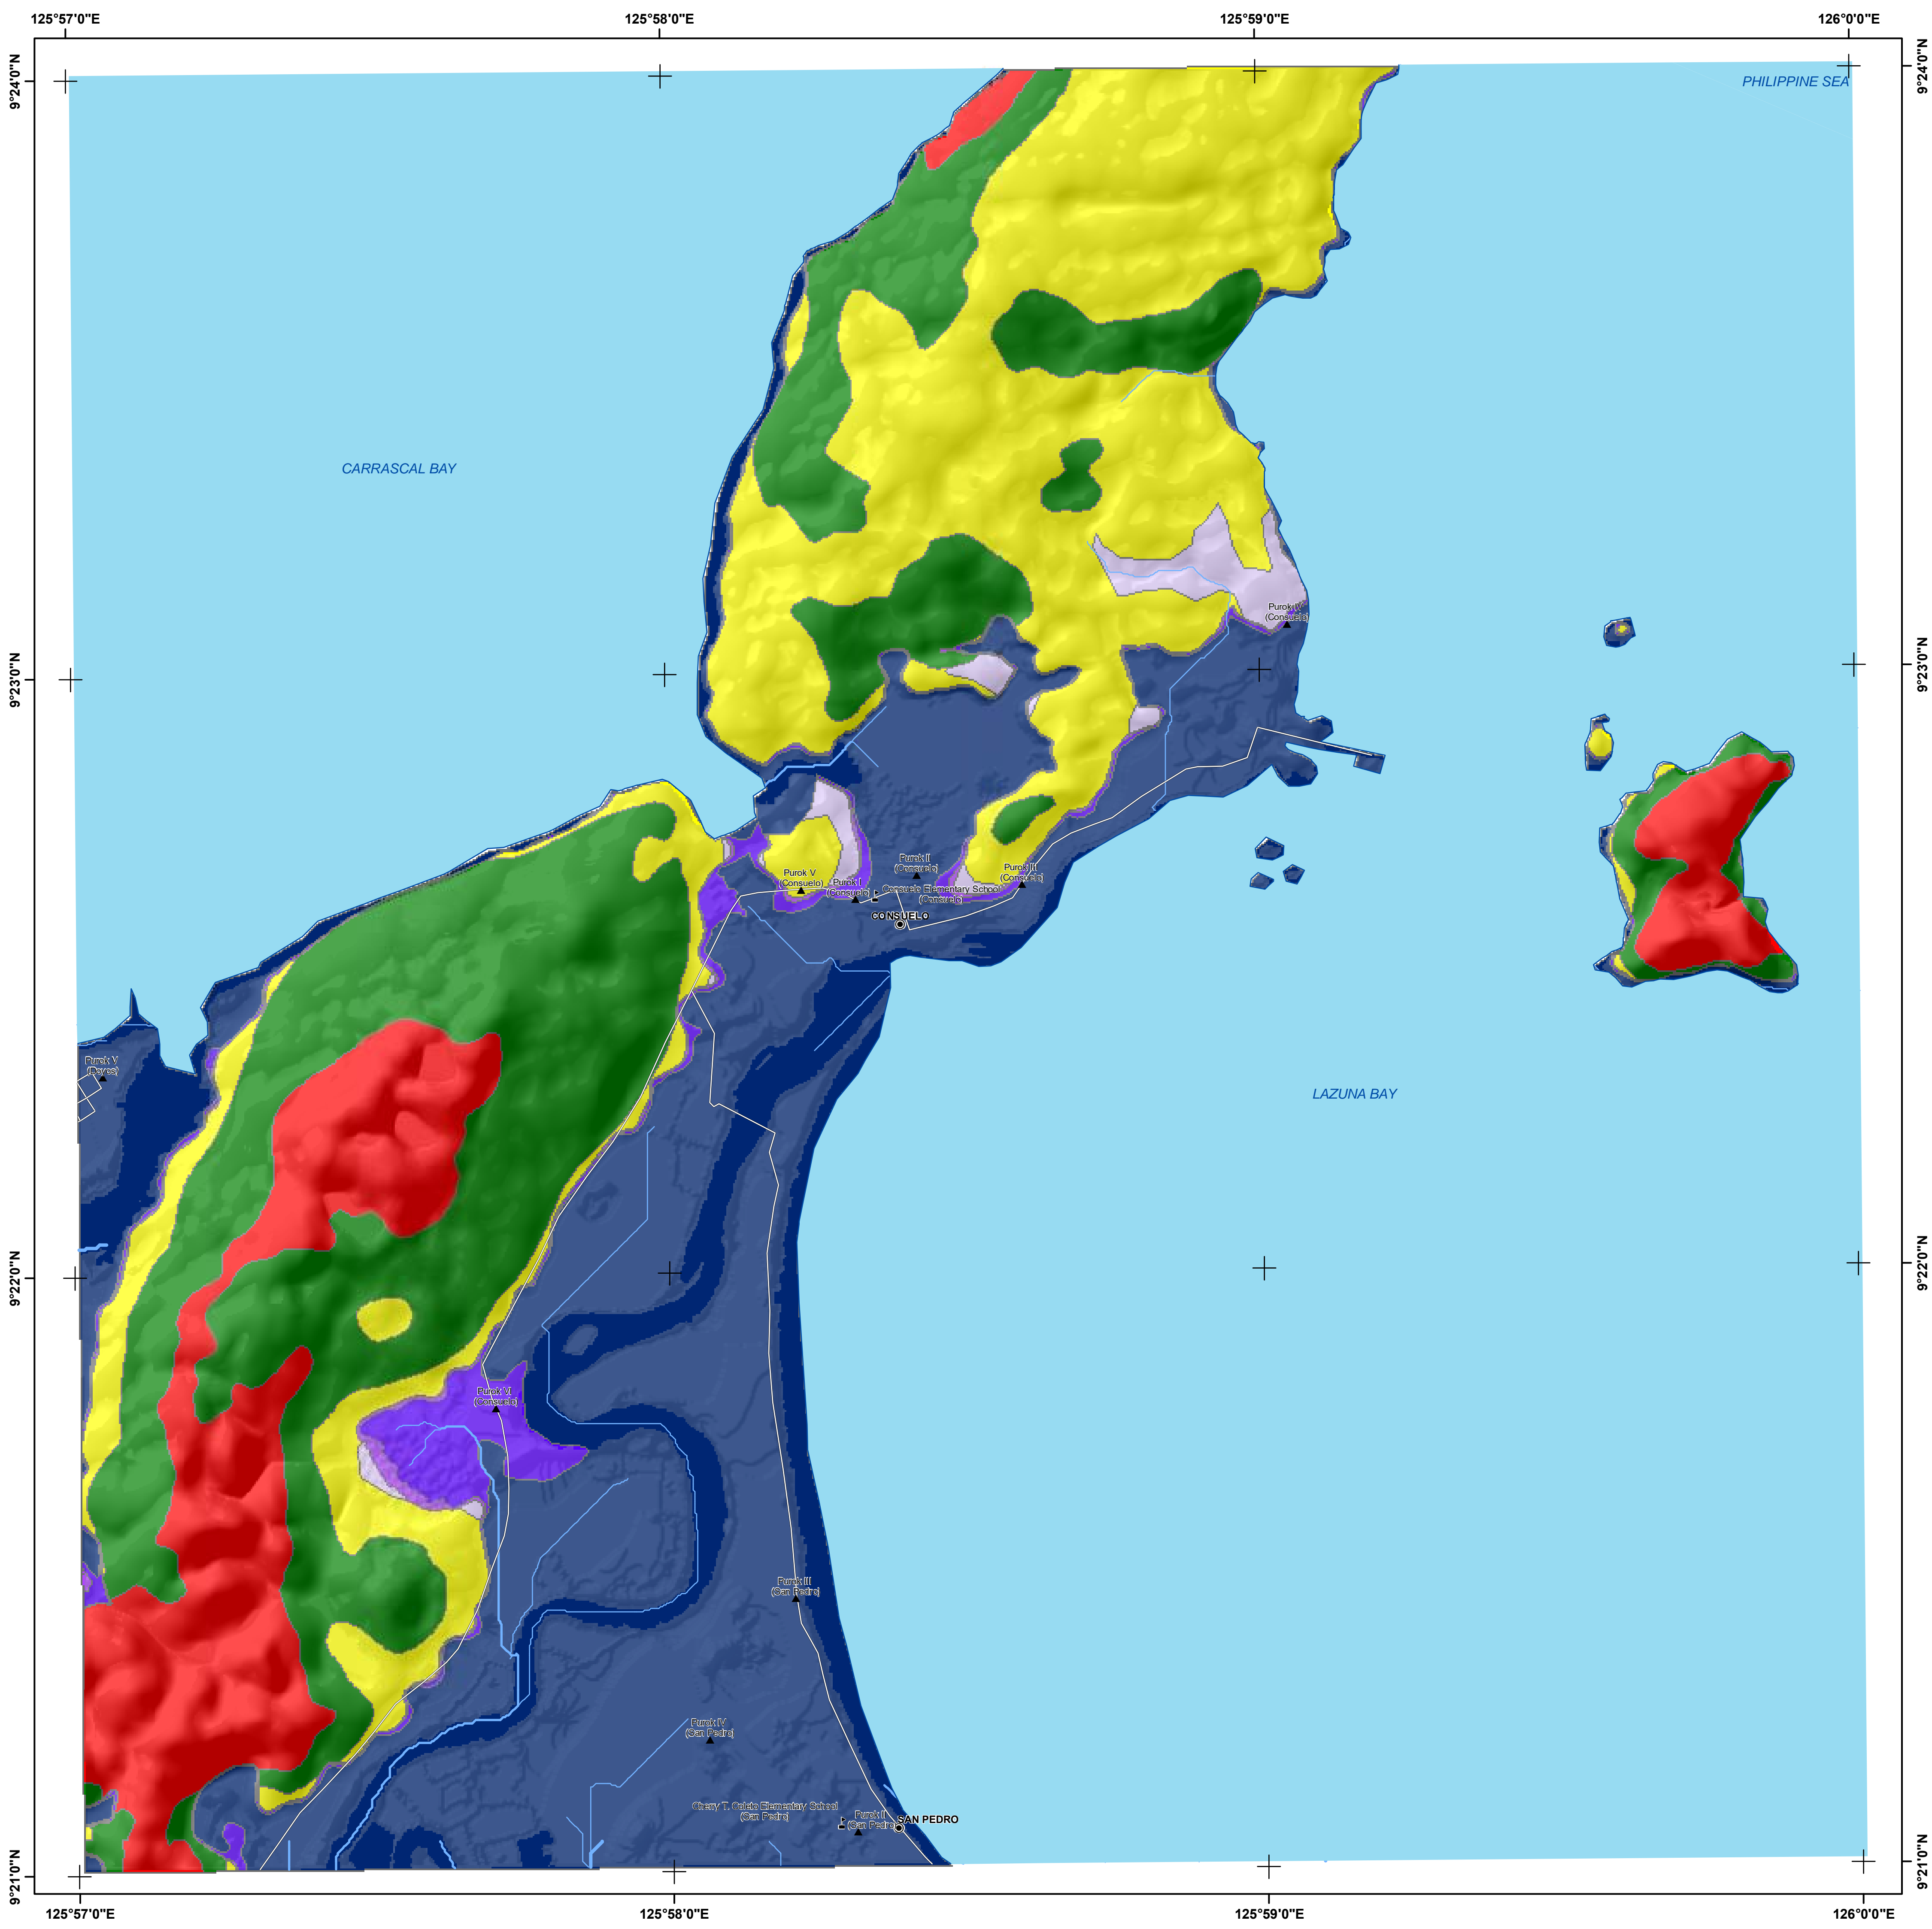 125°57'0"E
125°58'0"E
125°59'0"E
126°0'0"E
9°24'0"N
9°24'0"N
PHILIPPINE SEA
CARRASCAL BAY
Purok IV
(Consuelo)
9°23'0"N
9°23'0"N
Purok II
(Consuelo)
Purok V
(Consuelo)
Purok I
(Consuelo)
Purok III
(Consuelo)
Consuelo Elementary School
(Consuelo)
CONSUELO
Purok V
LAZUNA BAY
9°22'0"N
9°22'0"N
Purok VI
(Consuelo)
Purok III
(San Pedro)
Purok IV
(San Pedro)
Elementary School
(San Pedro)
Purok II
(San Pedro)
SAN PEDRO
9°21'0"N
9°21'0"N
125°57'0"E
125°58'0"E
125°59'0"E
126°0'0"E